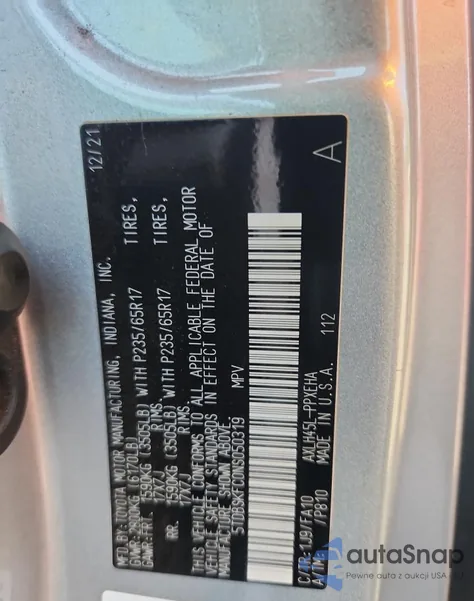 MFD. BY: TOYOTA MOTOR MANUFACTURING, INDIANA, INC. 12/21
GVWR 2800KG (6170LB)
GAWR FRT. 1590KG (3505LB) WITH P235/65R17 TIRES,
17X7J RIMS,
RR. 1590KG (3505LB) WITH P235/65R17 TIRES,
17X7J RIMS,
THIS VEHICLE CONFORMS TO ALL APPLICABLE FEDERAL MOTOR
VEHICLE SAFETY STANDARDS IN EFFECT ON THE DATE OF
MANUFACTURE SHOWN ABOVE.
MPV
C/TR: 1J9/FA10 AXLH45L-PPXEHA 112 A
/P810 MADE IN U.S.A.
autoSnap
Pewne auta z aukcji USA